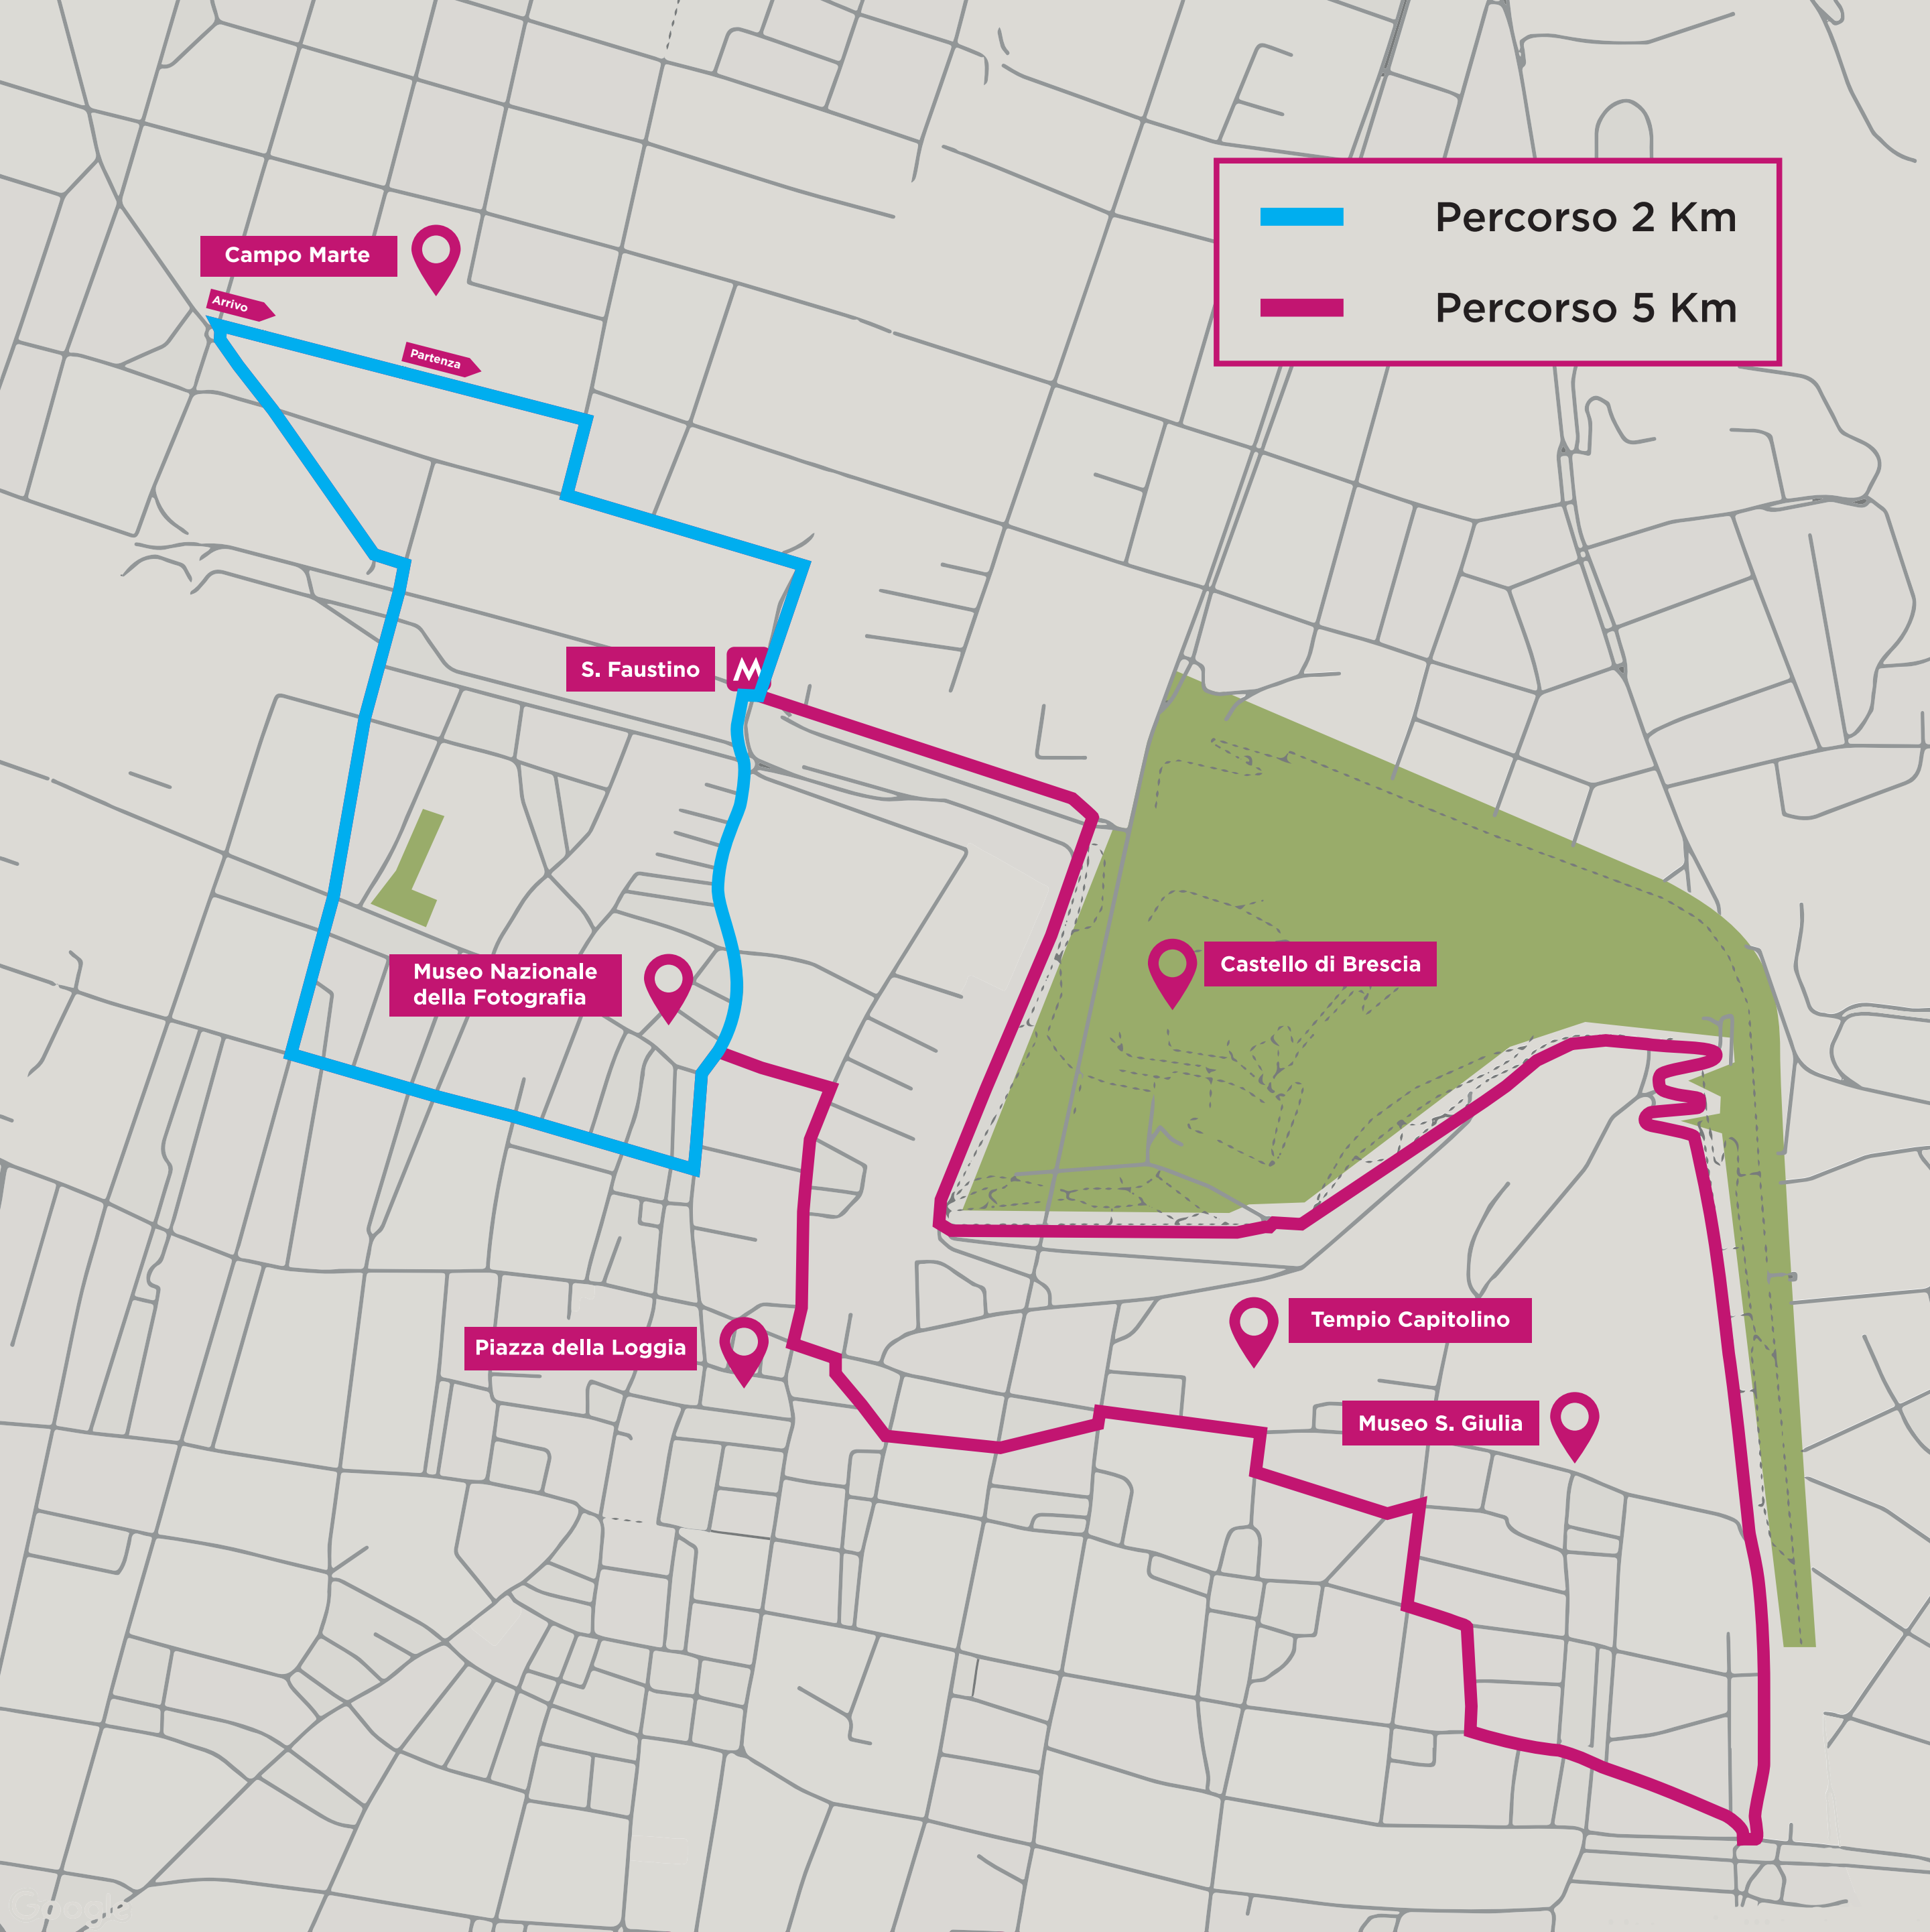 Percorso 2 Km
Percorso 5 Km
Campo Marte
Arrivo
Partenza
S. Faustino
M
Museo Nazionale
della Fotografia
Castello di Brescia
Tempio Capitolino
Piazza della Loggia
Museo S. Giulia
Google